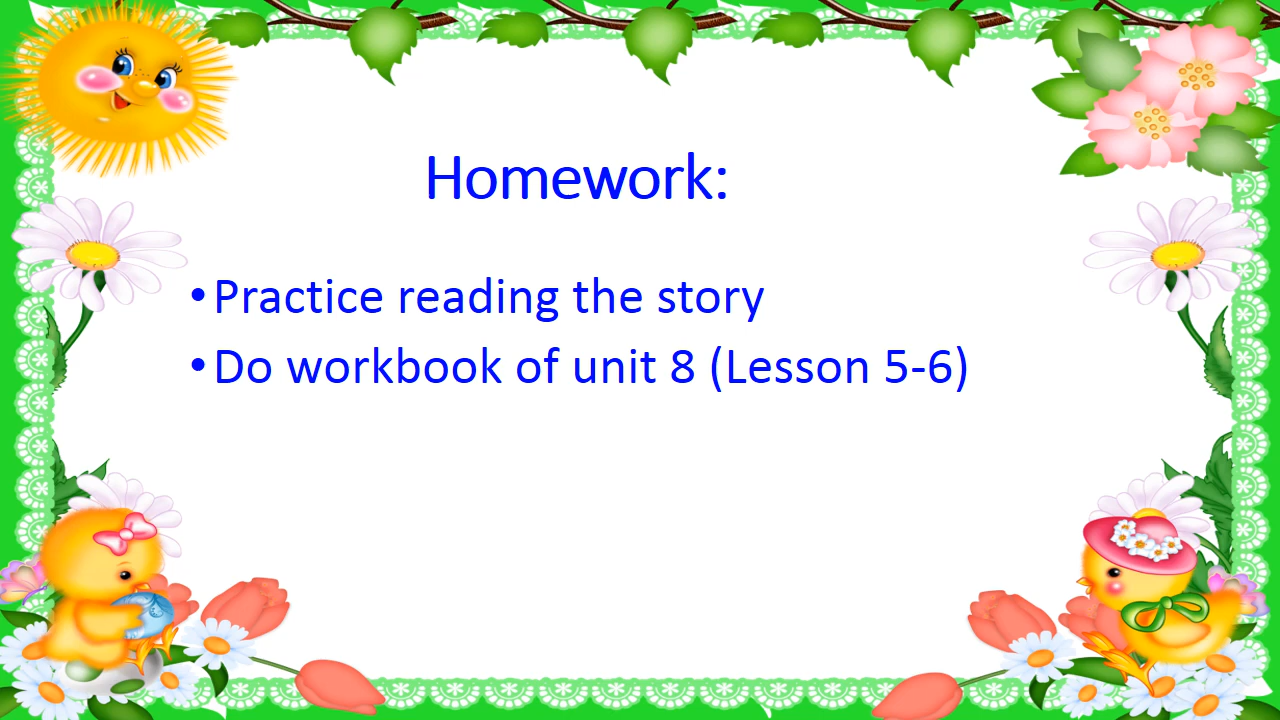 Homework:
•Practice reading the story
•Do workbook of unit 8 (Lesson 5-6)